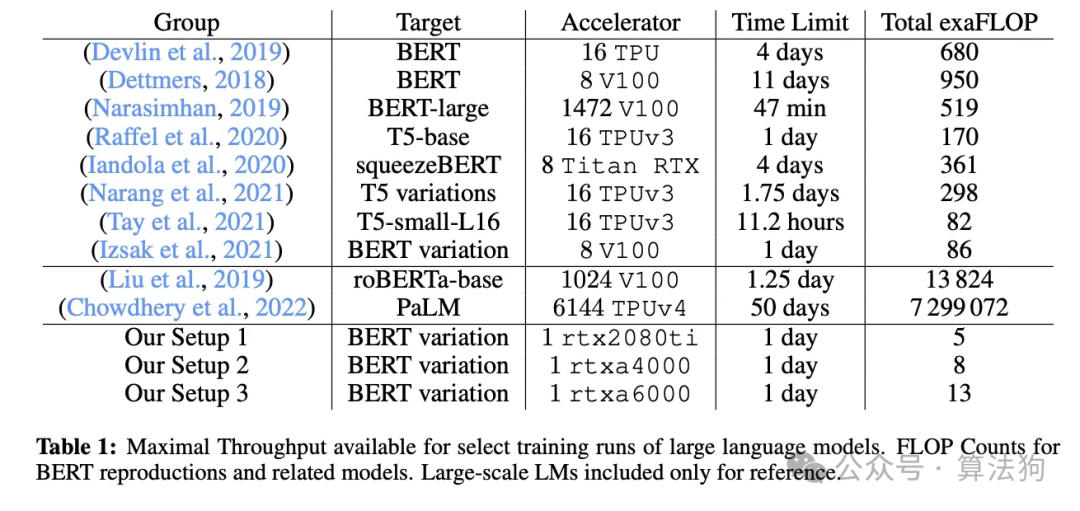 Group Target Accelerator Time Limit Total exaFLOP
(Devlin et al., 2019) BERT 16 TPU 4 days 680
(Dettmers, 2018) BERT 8 V100 11 days 950
(Narasimhan, 2019) BERT-large 1472 V100 47 min 519
(Raffel et al., 2020) T5-base 16 TPUv3 1 day 170
(Iandola et al., 2020) squeezeBERT 8 Titan RTX 4 days 361
(Narang et al., 2021) T5 variations 16 TPUv3 1.75 days 298
(Tay et al., 2021) T5-small-L16 16 TPUv3 11.2 hours 82
(Izsak et al., 2021) BERT variation 8 V100 1 day 86
(Liu et al., 2019) roBERTa-base 1024 V100 1.25 day 13 824
(Chowdhery et al., 2022) PaLM 6144 TPUv4 50 days 7 299 072
Our Setup 1 BERT variation 1 rtx2080ti 1 day 5
Our Setup 2 BERT variation 1 rtxa4000 1 day 8
Our Setup 3 BERT variation 1 rtxa6000 1 day 13
Table 1: Maximal Throughput available for select training runs of large language models. FLOP Counts for
BERT reproductions and related models. Large-scale LMs included only for reference.
公众号 · 算法狗